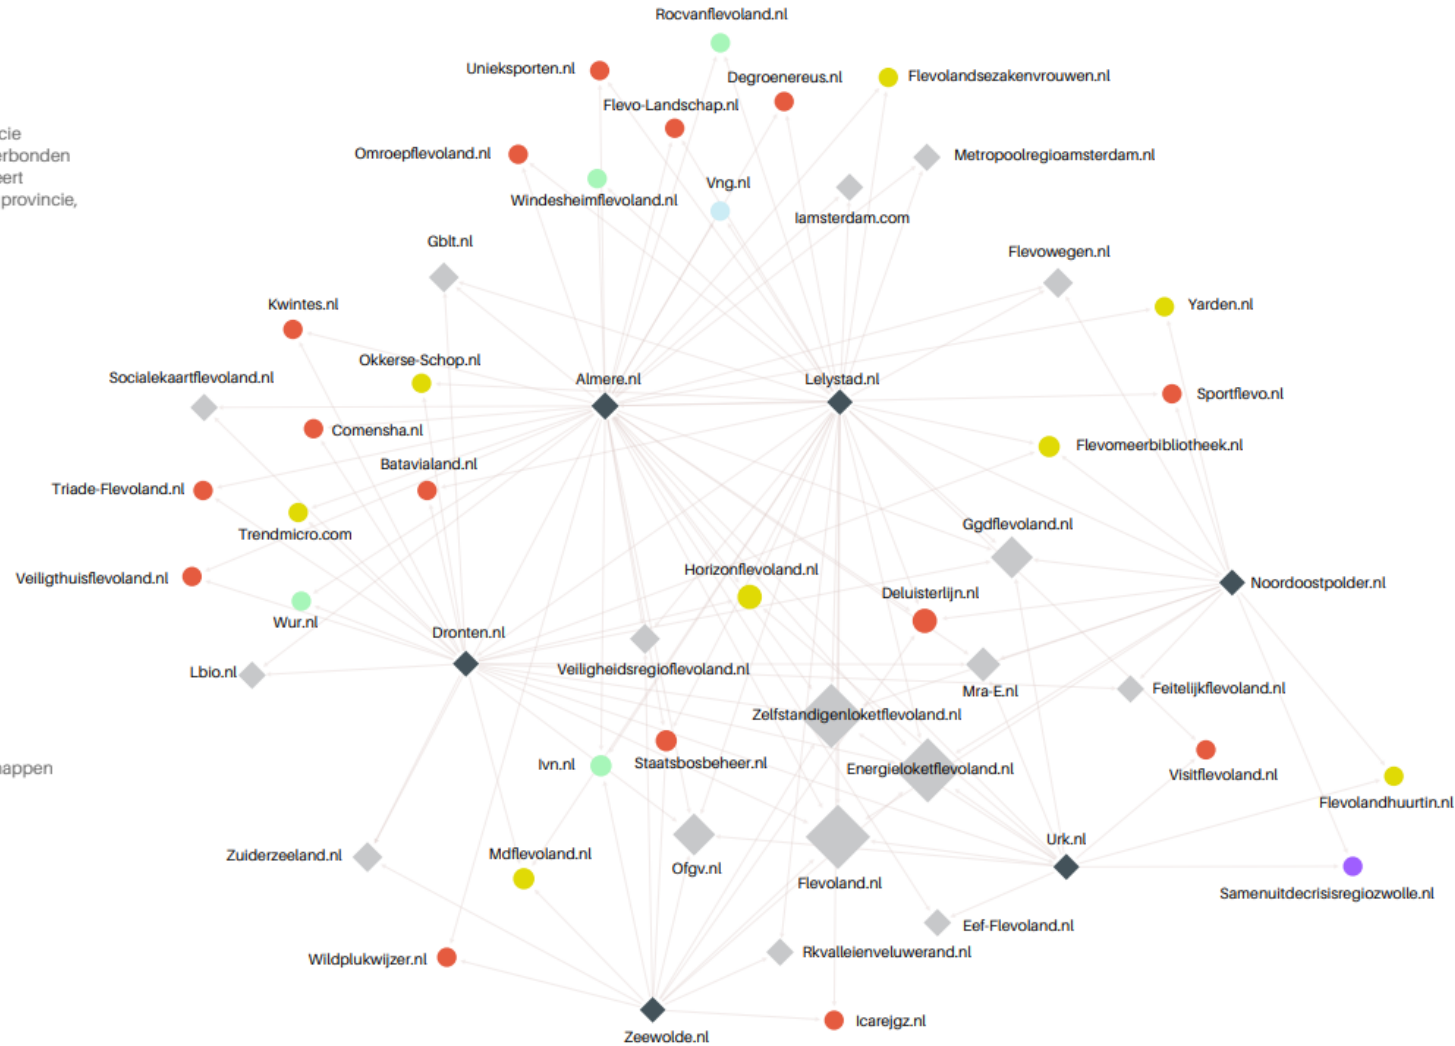 Rocvanflevoland.nl
Unieksporten.nl
Degroenereus.nl
Flevolandsezakenvrouwen.nl
Flevo-Landschap.nl
cie
erbonden
eert
provincie,
Omroepflevoland.nl
Metropoolregioamsterdam.nl
Vng.nl
Windesheimflevoland.nl
Iamsterdam.com
Gblt.nl
Flevowegen.nl
Kwintes.nl
Yarden.nl
Okkerse-Schop.nl
Socialekaartflevoland.nl
Almere.nl
Lelystad.nl
Sportflevo.nl
Comensha.nl
Flevomeerbibliotheek.nl
Batavialand.nl
Triade-Flevoland.nl
Trendmicro.com
Ggdflevoland.nl
Veiligthuisflevoland.nl
Horizonflevoland.nl
Noordoostpolder.nl
Deluisterlijn.nl
Wur.nl
Dronten.nl
Lbio.nl
Veiligheidsregioflevoland.nl
Mra-E.nl
Feitelijkflevoland.nl
Zelfstandigenloketflevoland.nl
happen
Ivn.nl
Staatsbosbeheer.nl
Energieloketflevoland.nl
Visitflevoland.nl
Flevolandhuurtin.nl
Urk.nl
Zuiderzeeland.nl
Mdflevoland.nl
Ofgv.nl
Flevoland.nl
Samenuitdecrisisregiozwolle.nl
Eef-Flevoland.nl
Wildplukwijzer.nl
Rkvalleienveluwerand.nl
Icarejgz.nl
Zeewolde.nl